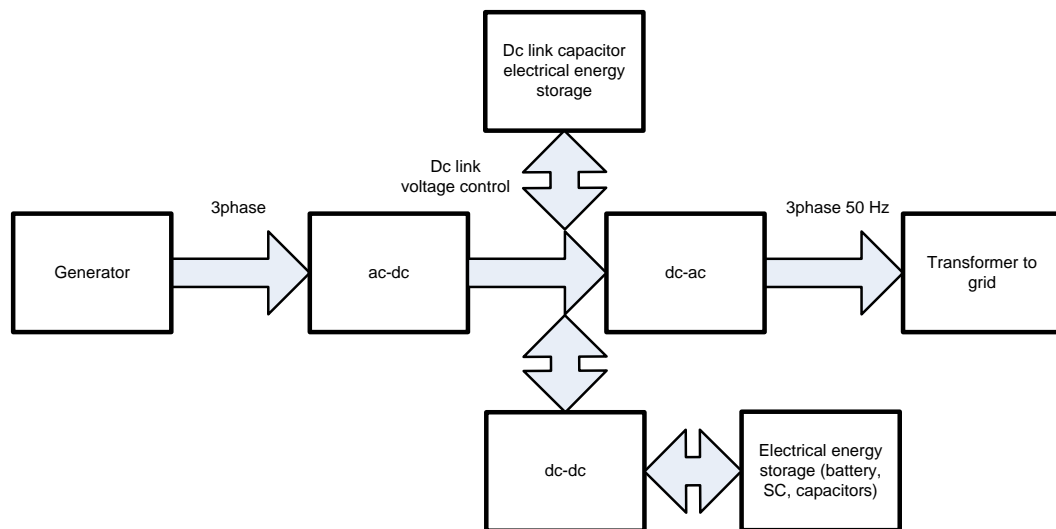 Dc link capacitor
electrical energy
storage
Dc link
voltage control
3phase
3phase 50 Hz
Generator
ac-dc
dc-ac
Transformer to
grid
dc-dc
Electrical energy
storage (battery,
SC, capacitors)